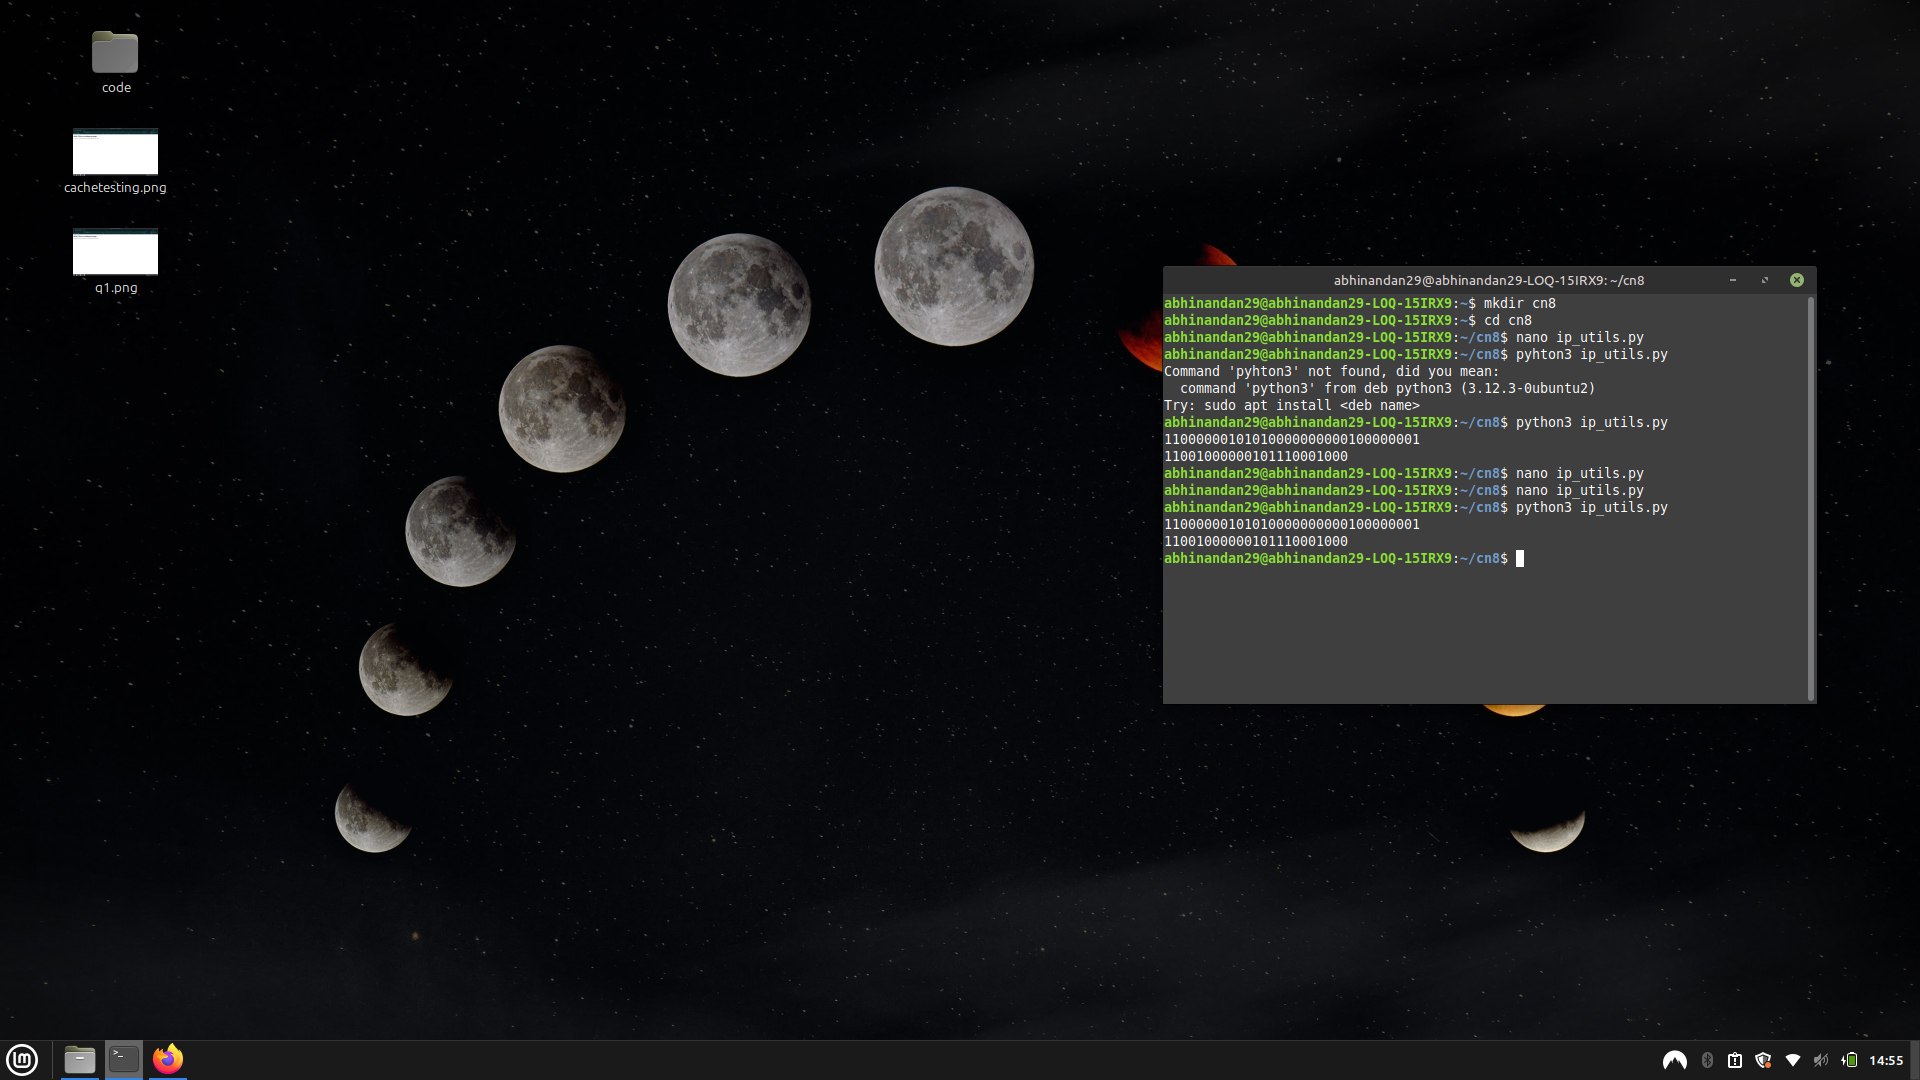 code
cachetesting.png
q1.png
abhinandan29@abhinandan29-LOQ-15IRX9: ~/cn8
abhinandan29@abhinandan29-LOQ-15IRX9:~$ mkdir cn8
abhinandan29@abhinandan29-LOQ-15IRX9:~$ cd cn8
abhinandan29@abhinandan29-LOQ-15IRX9:~/cn8$ nano ip_utils.py
abhinandan29@abhinandan29-LOQ-15IRX9:~/cn8$ pyhton3 ip_utils.py
Command 'pyhton3' not found, did you mean:
  command 'python3' from deb python3 (3.12.3-0ubuntu2)
Try: sudo apt install <deb name>
abhinandan29@abhinandan29-LOQ-15IRX9:~/cn8$ python3 ip_utils.py
11000000101010000000000100000001
11001000000101110001000
abhinandan29@abhinandan29-LOQ-15IRX9:~/cn8$ nano ip_utils.py
abhinandan29@abhinandan29-LOQ-15IRX9:~/cn8$ nano ip_utils.py
abhinandan29@abhinandan29-LOQ-15IRX9:~/cn8$ python3 ip_utils.py
11000000101010000000000100000001
11001000000101110001000
abhinandan29@abhinandan29-LOQ-15IRX9:~/cn8$
14:55